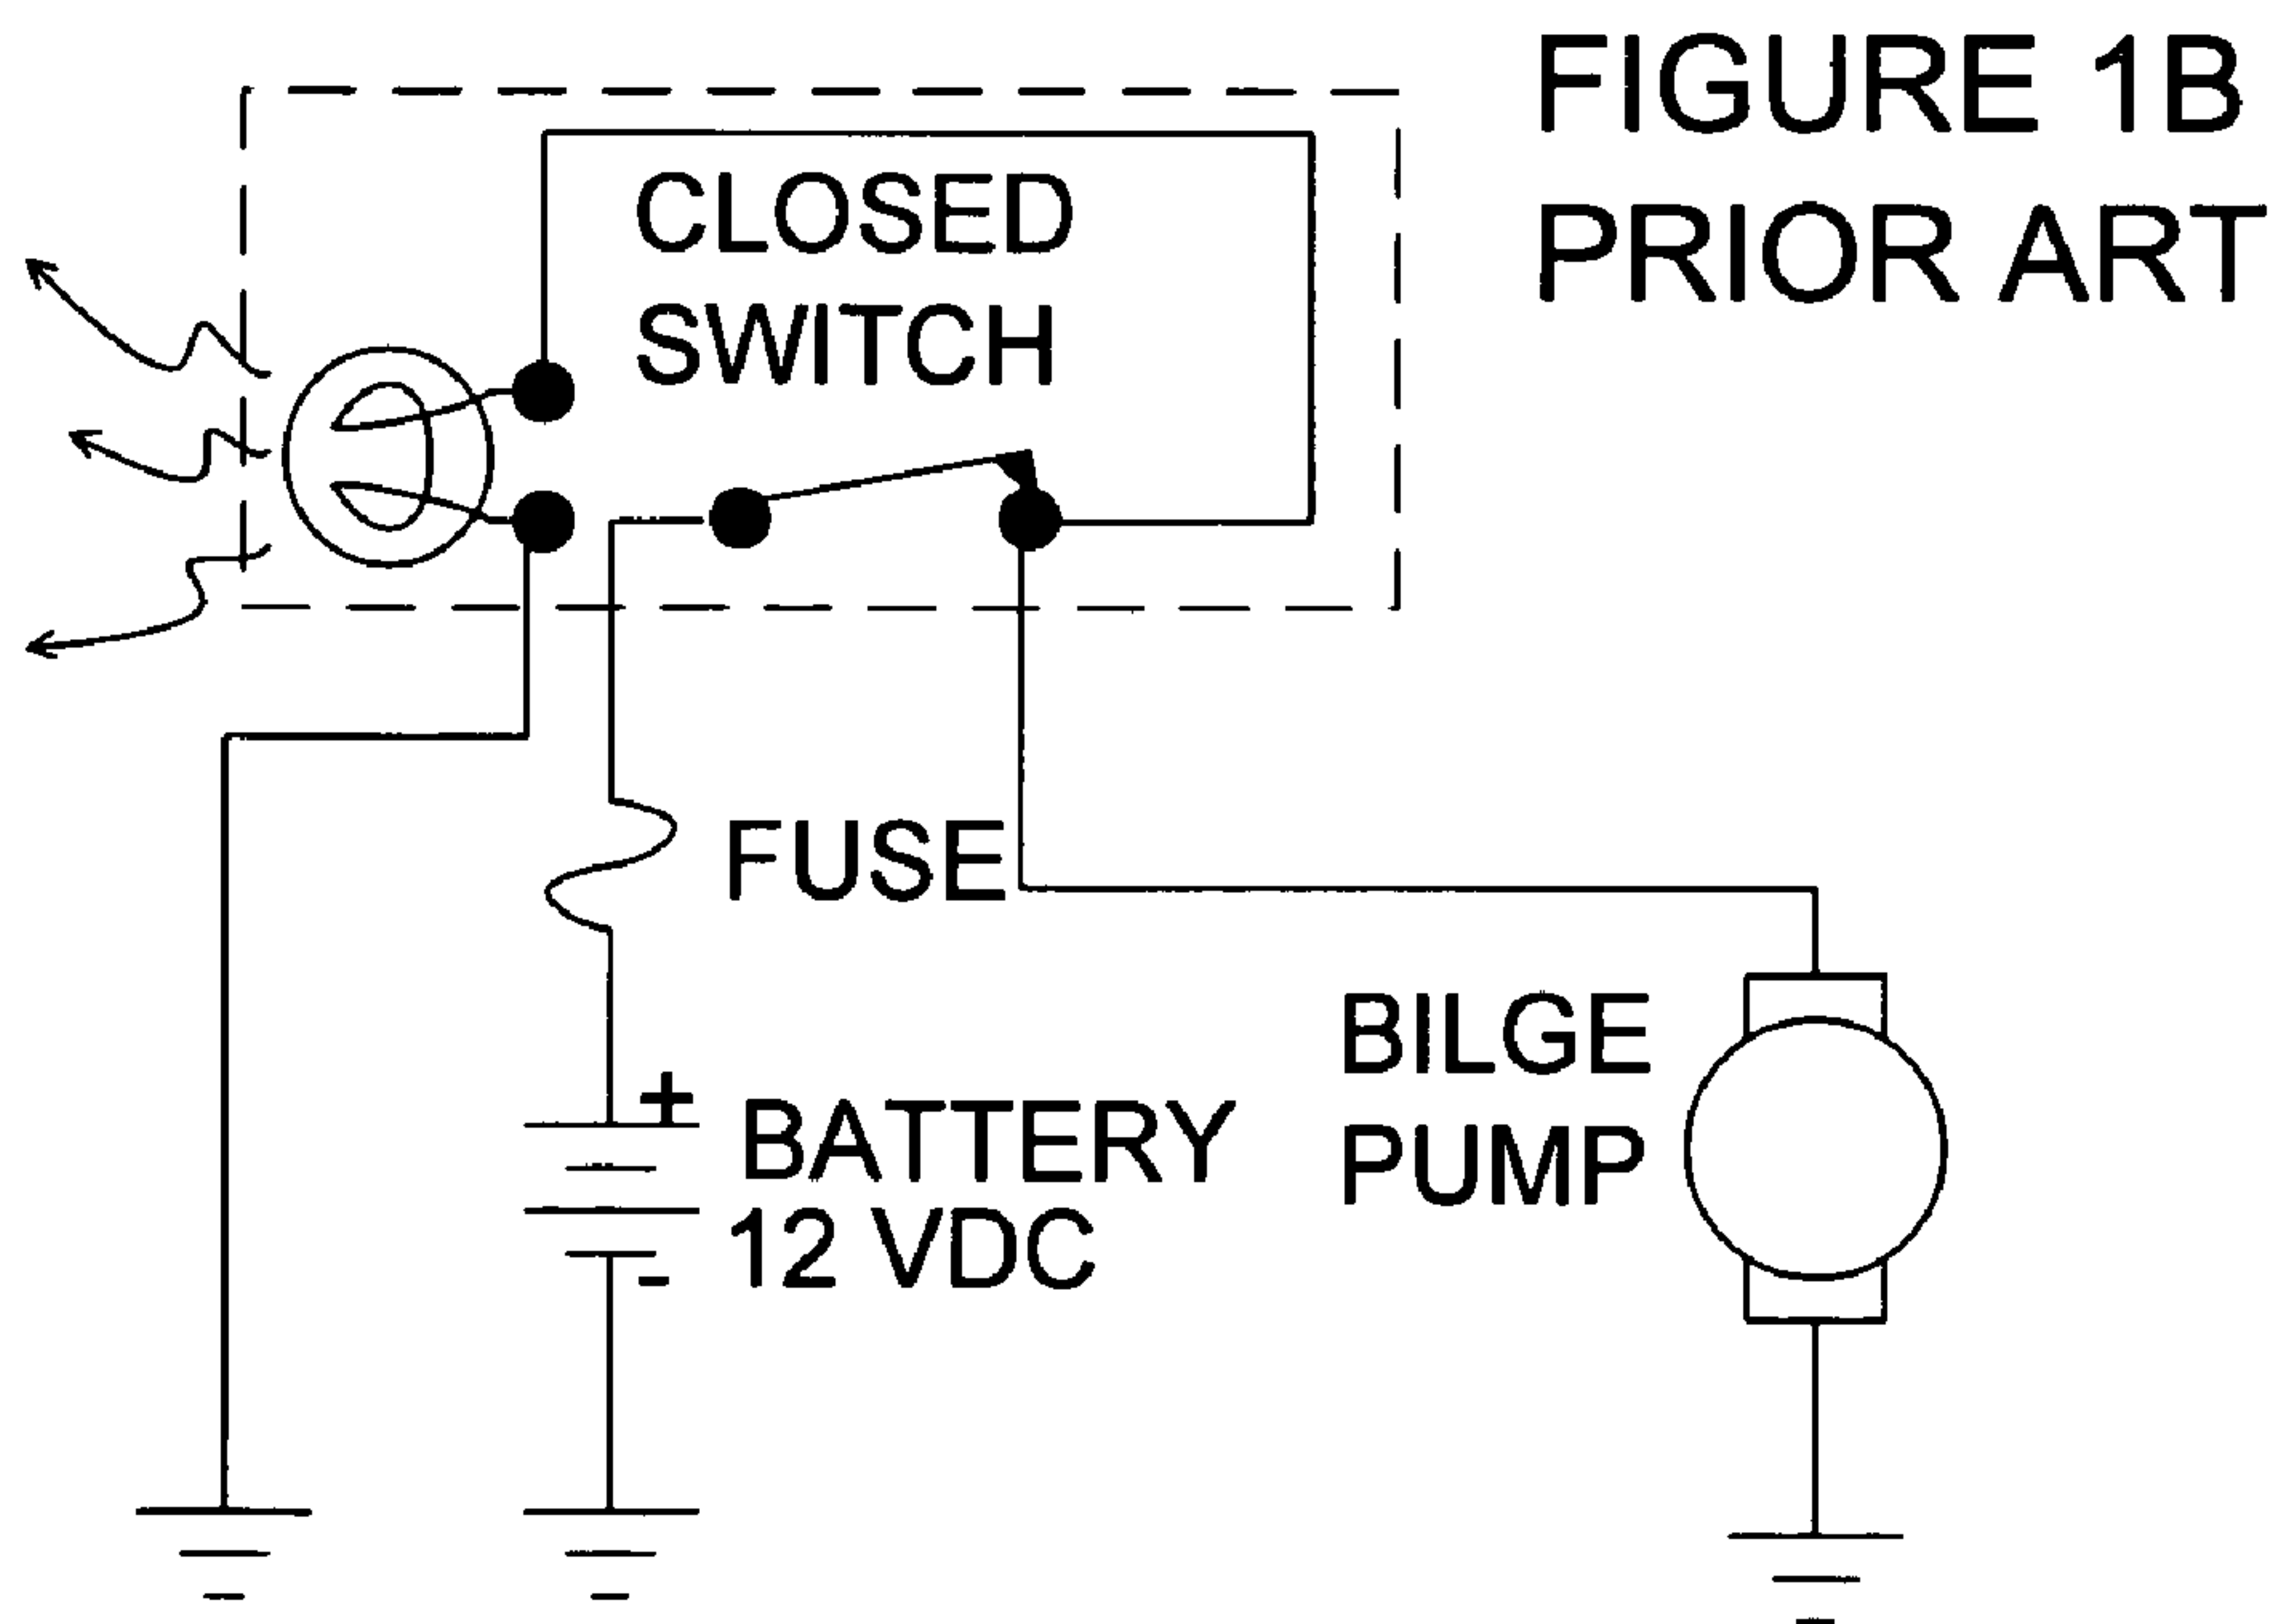 FIGURE 1B
PRIOR ART
CLOSED
SWITCH
FUSE
BILGE
PUMP
+
BATTERY
12 VDC
-